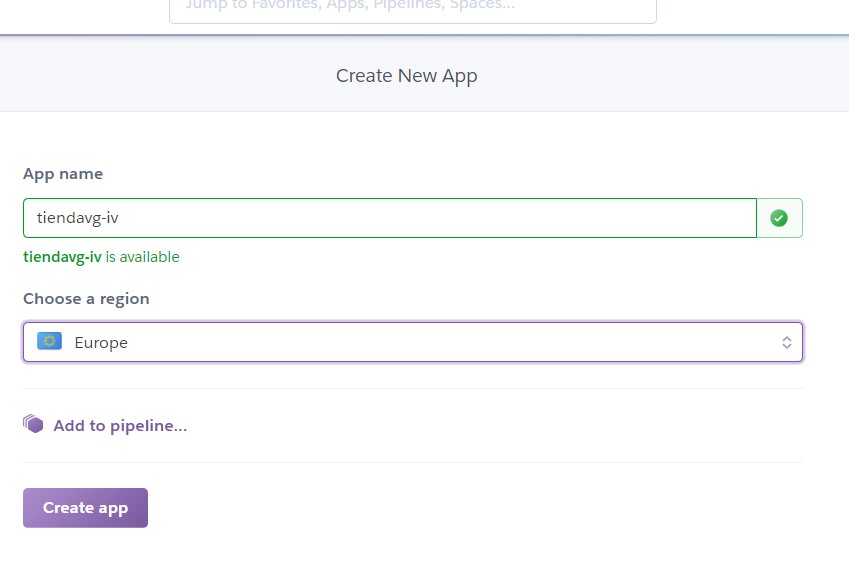 Jump to Favorites, Apps, Pipelines, Spaces...
Create New App
App name
tiendavg-iv
tiendavg-iv is available
Choose a region
Europe
Add to pipeline...
Create app